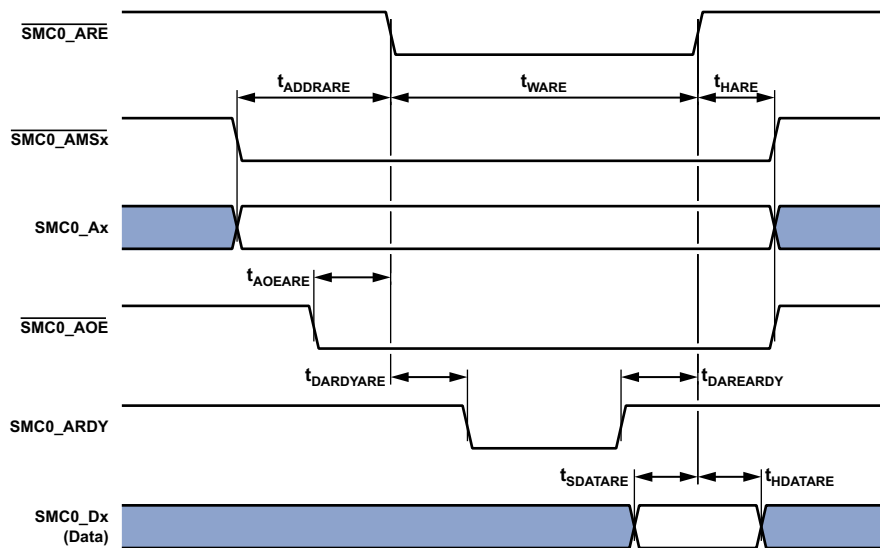 SMC0_ARE
tADDRARE
tWARE
tHARE
SMC0_AMSx
SMC0_Ax
tAOEARE
SMC0_AOE
tDARDYARE
tDAREARDY
SMC0_ARDY
tSDATARE
tHDATARE
SMC0_Dx
(Data)